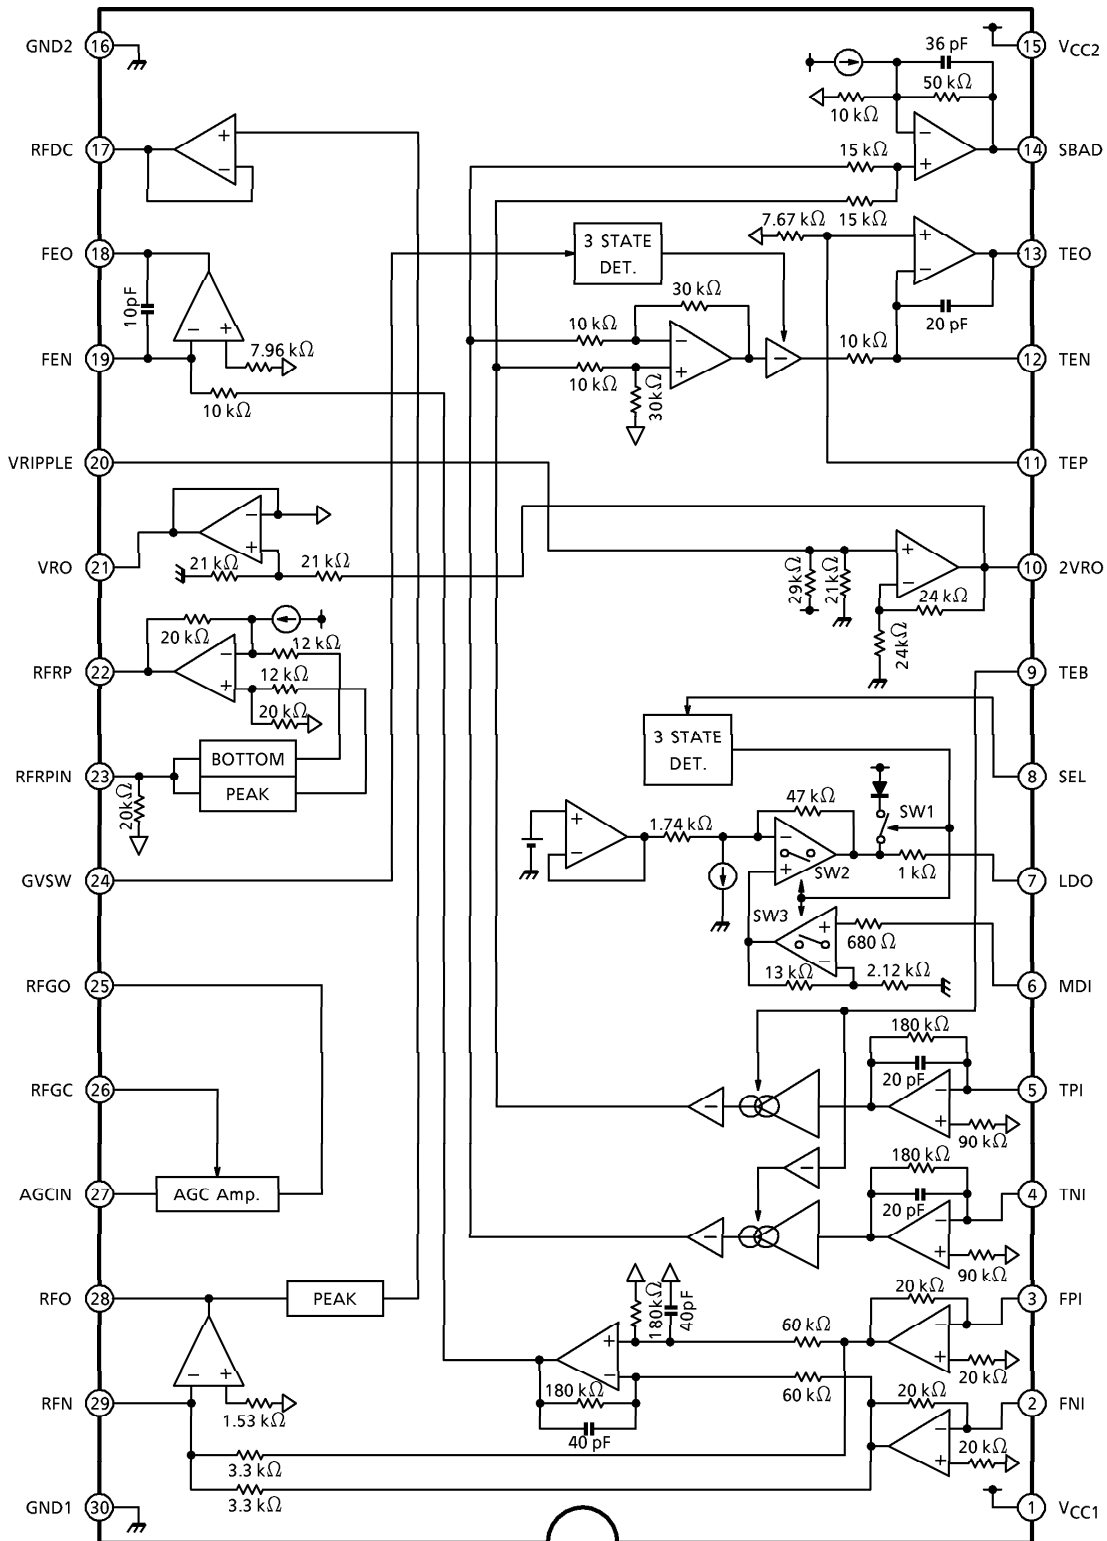 GND2 16
15 VCC2
36 pF
50 kΩ
10 kΩ
RFDC 17
+
−
−
+
14 SBAD
15 kΩ
15 kΩ
FEO 18
3 STATE
DET.
7.67 kΩ
+
−
13 TEO
10pF
−
+
30 kΩ
20 pF
10 kΩ
−
+
−
10 kΩ
FEN 19
7.96 kΩ
12 TEN
10 kΩ
30kΩ
10 kΩ
VRIPPLE 20
11 TEP
−
+
VRO 21
21 kΩ
21 kΩ
+
−
10 2VRO
29kΩ
21kΩ
24 kΩ
24kΩ
20 kΩ
12 kΩ
RFRP 22
−
+
12 kΩ
20 kΩ
9 TEB
3 STATE
DET.
BOTTOM
PEAK
RFRPIN 23
20kΩ
8 SEL
47 kΩ
SW1
+
−
1.74 kΩ
−
+
SW2
1 kΩ
GVSW 24
7 LDO
SW3
+
−
680 Ω
13 kΩ
2.12 kΩ
RFGO 25
6 MDI
180 kΩ
20 pF
RFGC 26
−
−
+
5 TPI
90 kΩ
AGCIN 27
AGC Amp.
−
180 kΩ
20 pF
4 TNI
−
−
+
90 kΩ
RFO 28
PEAK
180kΩ
40pF
20 kΩ
3 FPI
60 kΩ
−
+
20 kΩ
+
−
−
+
RFN 29
1.53 kΩ
180 kΩ
60 kΩ
20 kΩ
2 FNI
40 pF
−
+
20 kΩ
3.3 kΩ
3.3 kΩ
GND1 30
1 VCC1